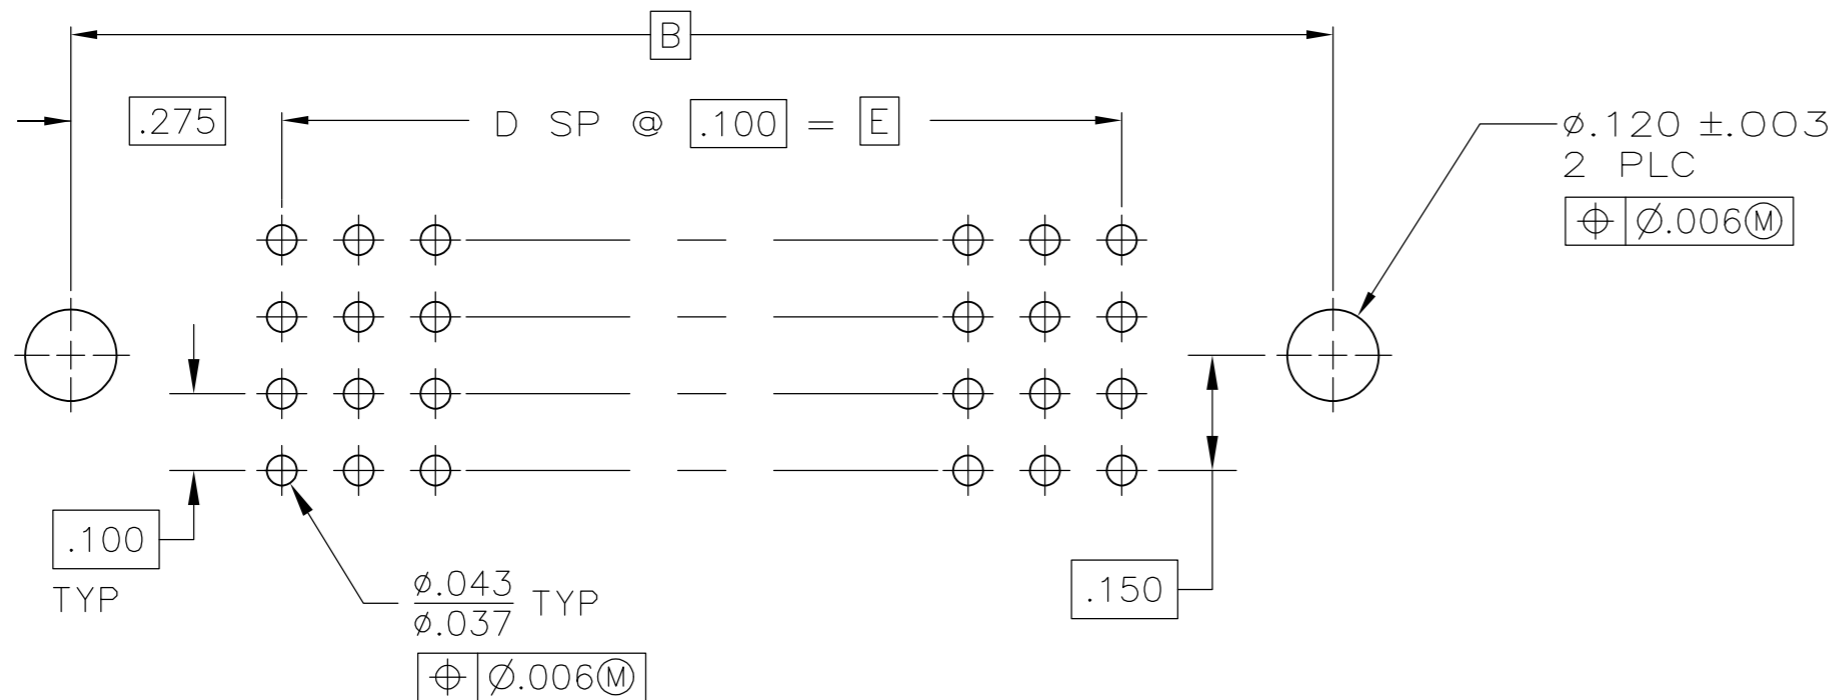 B
.275
D SP @ .100 = E
⌀.120 ±.003
2 PLC
⌖ ⌀.006Ⓜ
.100
TYP
⌀.043
⌀.037 TYP
⌖ ⌀.006Ⓜ
.150